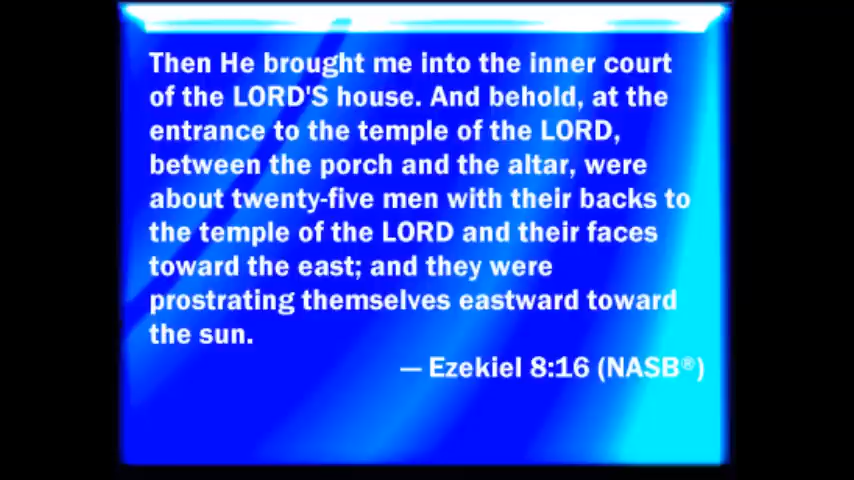 Then He brought me into the inner court
of the LORD'S house. And behold, at the
entrance to the temple of the LORD,
between the porch and the altar, were
about twenty-five men with their backs to
the temple of the LORD and their faces
toward the east; and they were
prostrating themselves eastward toward
the sun.
— Ezekiel 8:16 (NASB®)